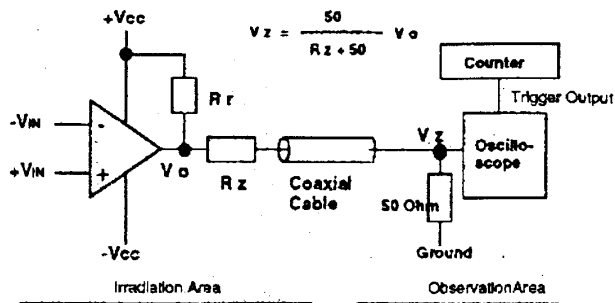 +Vcc
50
Vz = Vo
Rz + 50
Counter
Rr
Trigger Output
-VIN
-
Vz
Oscillo-
scope
+VIN
+
Vo
Rz
Coaxial
Cable
50 Ohm
-Vcc
Ground
Irradiation Area
Observation Area